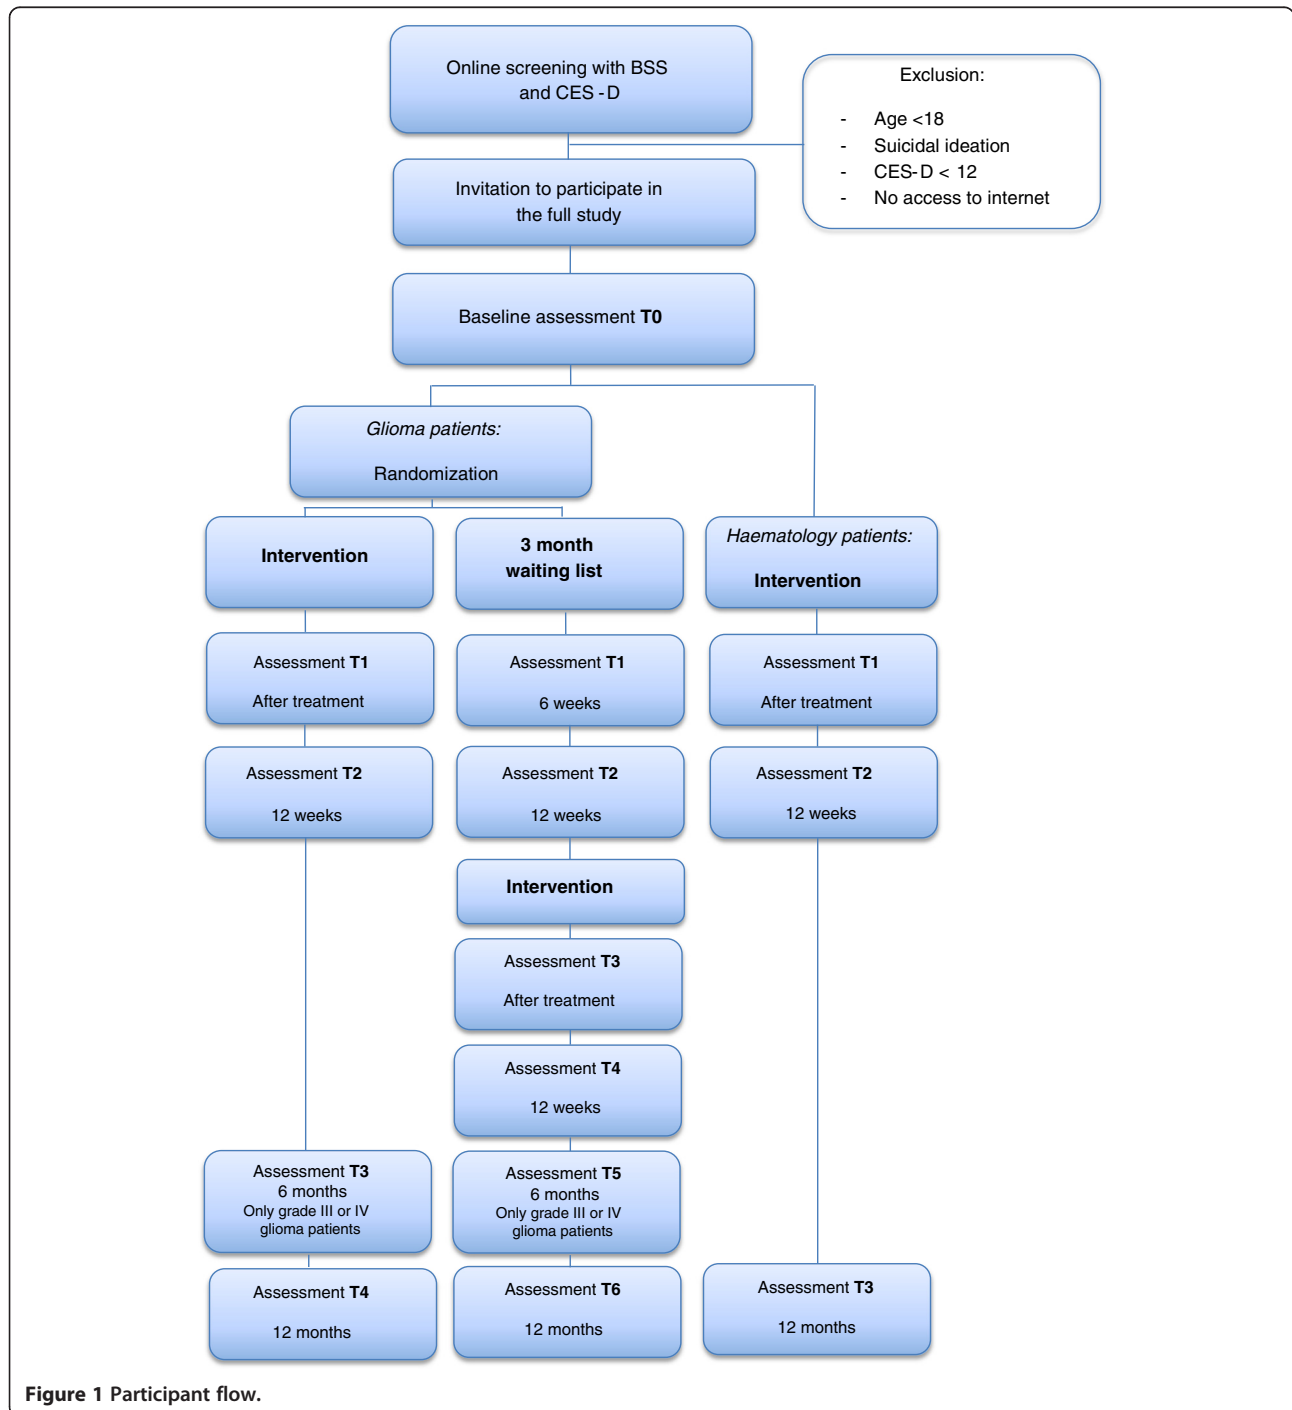 Online screening with BSS
and CES -D
Exclusion:
- Age <18
- Suicidal ideation
- CES-D < 12
- No access to internet
Invitation to participate in
the full study
Baseline assessment T0
Glioma patients:
Randomization
Intervention
3 month
waiting list
Haematology patients:
Intervention
Assessment T1
After treatment
Assessment T1
6 weeks
Assessment T1
After treatment
Assessment T2
12 weeks
Assessment T2
12 weeks
Assessment T2
12 weeks
Intervention
Assessment T3
After treatment
Assessment T4
12 weeks
Assessment T3
6 months
Only grade III or IV
glioma patients
Assessment T5
6 months
Only grade III or IV
glioma patients
Assessment T4
12 months
Assessment T6
12 months
Assessment T3
12 months
Figure 1 Participant flow.